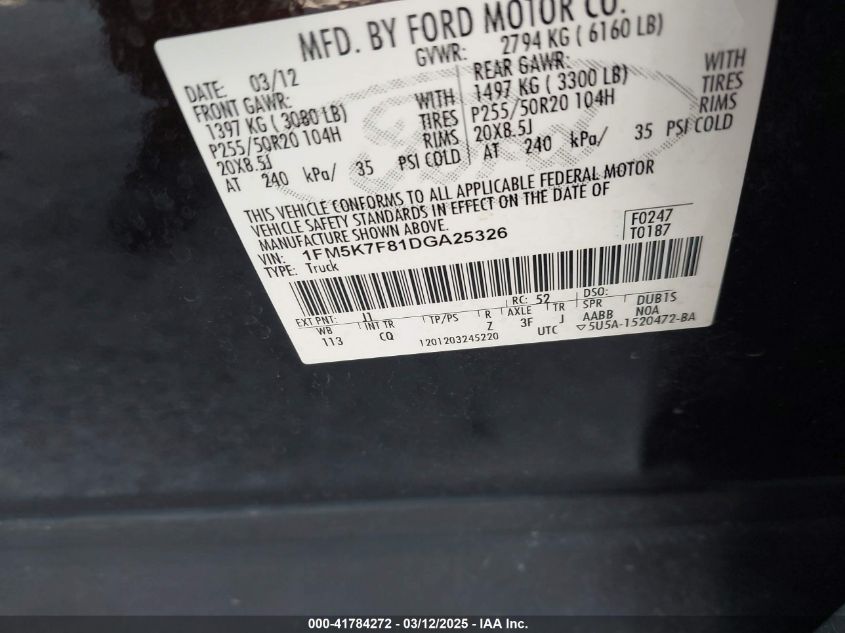 MFD. BY FORD MOTOR CO.
DATE: 03/12 GVWR: 2794 KG ( 6160 LB)
FRONT GAWR: REAR GAWR:
1397 KG ( 3080 LB) WITH 1497 KG ( 3300 LB) WITH
P255/50R20 104H TIRES P255/50R20 104H TIRES
20X8.5J RIMS 20X8.5J RIMS
AT 240 kPa/ 35 PSI COLD AT 240 kPa/ 35 PSI COLD
THIS VEHICLE CONFORMS TO ALL APPLICABLE FEDERAL MOTOR
VEHICLE SAFETY STANDARDS IN EFFECT ON THE DATE OF
MANUFACTURE SHOWN ABOVE.
VIN: 1FM5K7F81DGA25326 F0247
TYPE: Truck T0187
EXT PNT: J1 RC: 52 DSO:
WB INT TR TP/PS R AXLE TR SPR DUB1S
113 CQ Z 3F J AABB NOA
1201203245220 UTC ▽5U5A-1520472-BA
000-41784272 - 03/12/2025 - IAA Inc.